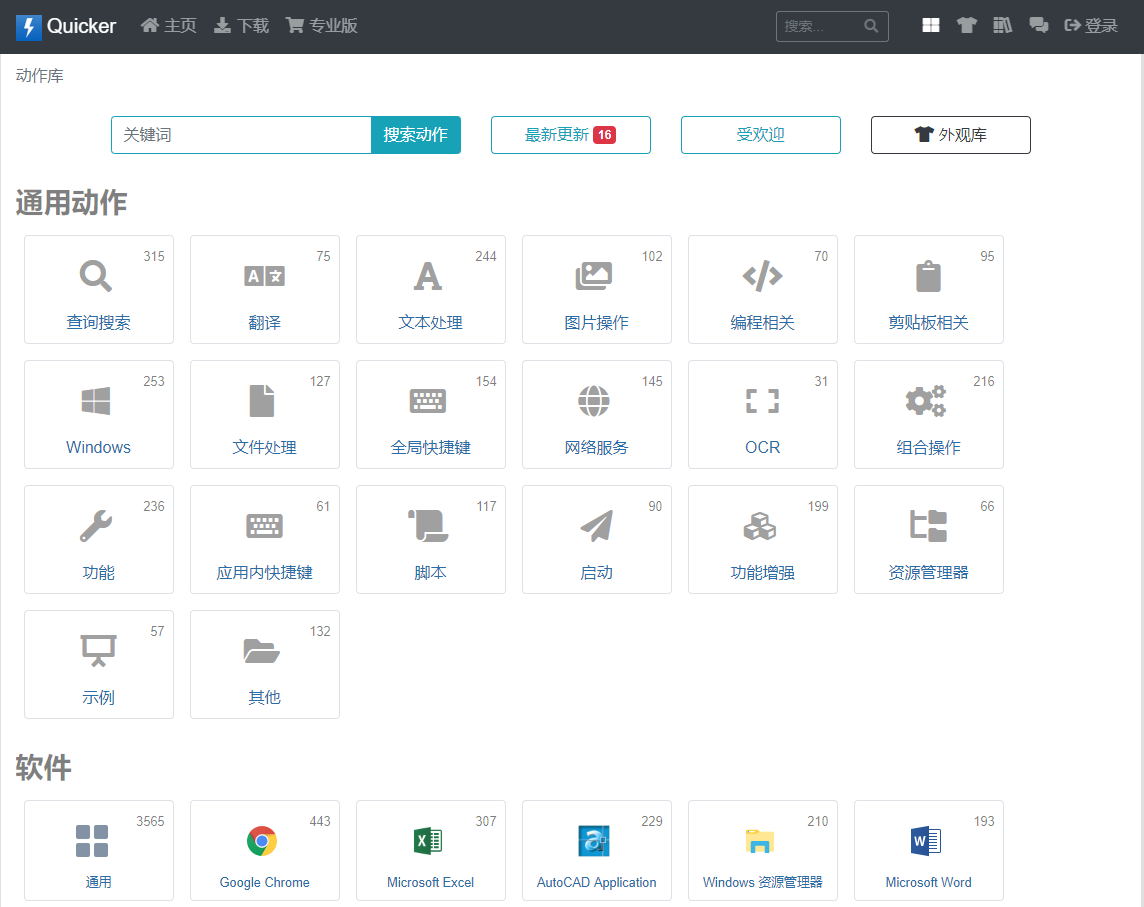 Quicker 主页 下载 专业版 搜索... 登录
动作库
关键词 搜索动作 最新更新 16 受欢迎 外观库
通用动作
315 75 244 102 70 95
查询搜索 翻译 文本处理 图片操作 编程相关 剪贴板相关
253 127 154 145 31 216
Windows 文件处理 全局快捷键 网络服务 OCR 组合操作
236 61 117 90 199 66
功能 应用内快捷键 脚本 启动 功能增强 资源管理器
57 132
示例 其他
软件
3565 443 307 229 210 193
通用 Google Chrome Microsoft Excel AutoCAD Application Windows 资源管理器 Microsoft Word